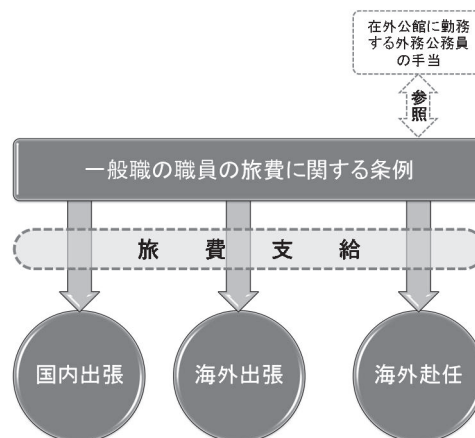 在外公館に勤務
する外務公務員
の手当
参照
一般職の職員の旅費に関する条例
旅費支給
国内出張
海外出張
海外赴任